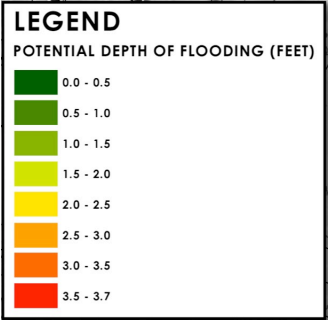 LEGEND
POTENTIAL DEPTH OF FLOODING (FEET)
0.0 - 0.5
0.5 - 1.0
1.0 - 1.5
1.5 - 2.0
2.0 - 2.5
2.5 - 3.0
3.0 - 3.5
3.5 - 3.7